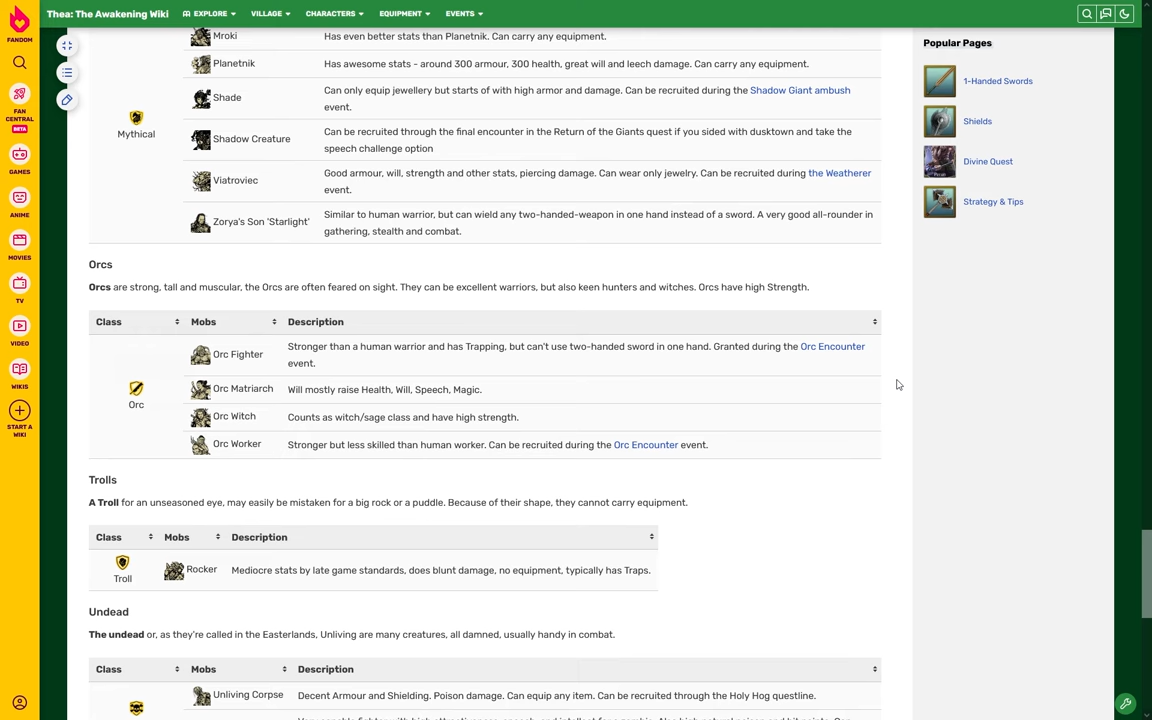 Thea: The Awakening Wiki
EXPLORE
VILLAGE
CHARACTERS
EQUIPMENT
EVENTS
FANDOM
FAN
CENTRAL
BETA
GAMES
ANIME
MOVIES
TV
VIDEO
WIKIS
START A
WIKI
Mythical
Mroki
Has even better stats than Planetnik. Can carry any equipment.
Planetnik
Has awesome stats - around 300 armour, 300 health, great will and leech damage. Can carry any equipment.
Shade
Can only equip jewellery but starts of with high armor and damage. Can be recruited during the Shadow Giant ambush
event.
Shadow Creature
Can be recruited through the final encounter in the Return of the Giants quest if you sided with dusktown and take the
speech challenge option
Viatroviec
Good armour, will, strength and other stats, piercing damage. Can wear only jewelry. Can be recruited during the Weatherer
event.
Zorya's Son 'Starlight'
Similar to human warrior, but can wield any two-handed-weapon in one hand instead of a sword. A very good all-rounder in
gathering, stealth and combat.
Orcs
Orcs are strong, tall and muscular, the Orcs are often feared on sight. They can be excellent warriors, but also keen hunters and witches. Orcs have high Strength.
Class
Mobs
Description
Orc
Orc Fighter
Stronger than a human warrior and has Trapping, but can't use two-handed sword in one hand. Granted during the Orc Encounter
event.
Orc Matriarch
Will mostly raise Health, Will, Speech, Magic.
Orc Witch
Counts as witch/sage class and have high strength.
Orc Worker
Stronger but less skilled than human worker. Can be recruited during the Orc Encounter event.
Trolls
A Troll for an unseasoned eye, may easily be mistaken for a big rock or a puddle. Because of their shape, they cannot carry equipment.
Class
Mobs
Description
Troll
Rocker
Mediocre stats by late game standards, does blunt damage, no equipment, typically has Traps.
Undead
The undead or, as they're called in the Easterlands, Unliving are many creatures, all damned, usually handy in combat.
Class
Mobs
Description
Unliving Corpse
Decent Armour and Shielding. Poison damage. Can equip any item. Can be recruited through the Holy Hog questline.
Popular Pages
1-Handed Swords
Shields
Divine Quest
Strategy & Tips